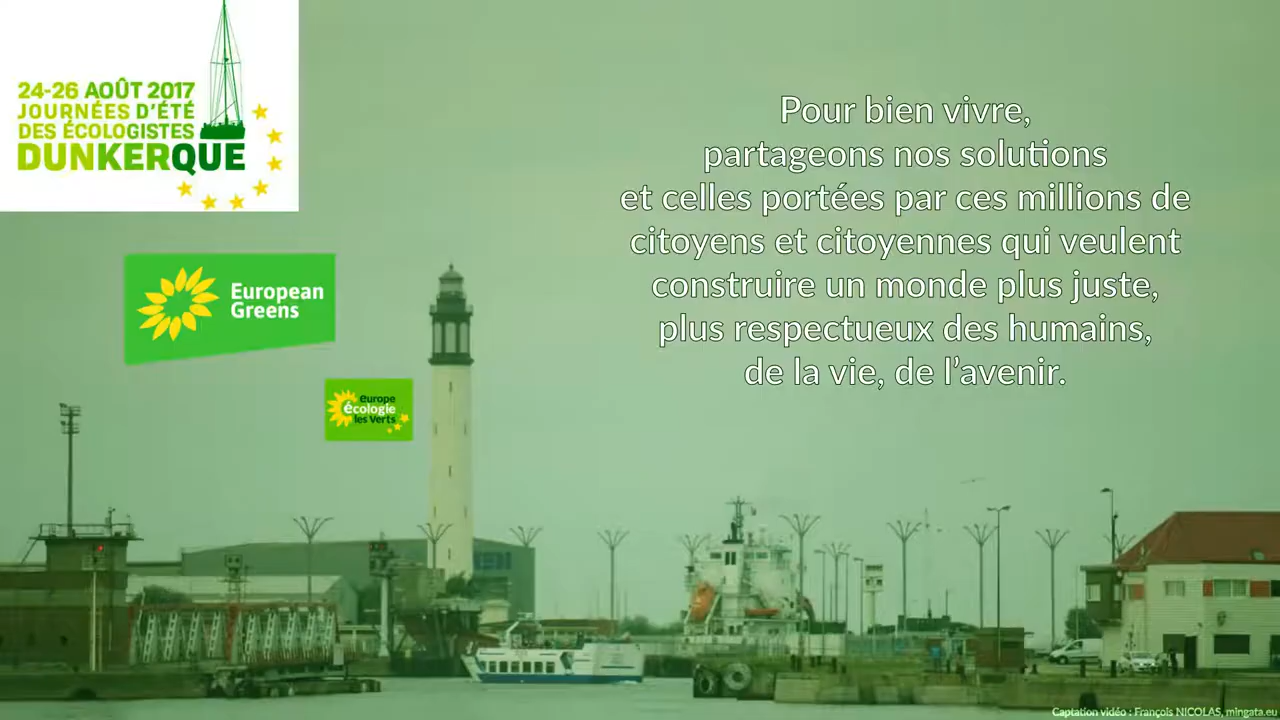 24-26 AOÛT 2017
JOURNÉES D'ÉTÉ
DES ÉCOLOGISTES
DUNKERQUE
Pour bien vivre,
partageons nos solutions
et celles portées par ces millions de
citoyens et citoyennes qui veulent
construire un monde plus juste,
plus respectueux des humains,
de la vie, de l’avenir.
European
Greens
europe
écologie
les verts
Captation vidéo : François NICOLAS, mingata.eu